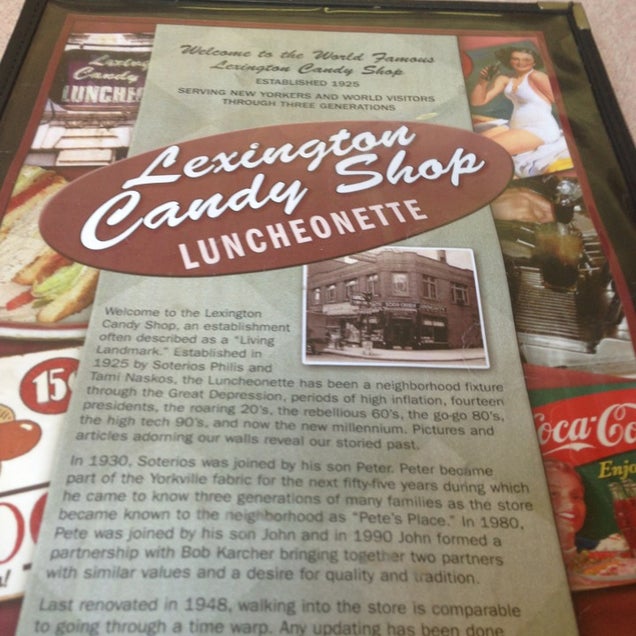 Lexington
Candy
LUNCH
Welcome to the World Famous
Lexington Candy Shop
ESTABLISHED 1925
SERVING NEW YORKERS AND WORLD VISITORS
THROUGH THREE GENERATIONS
Lexington
Candy Shop
LUNCHEONETTE
Welcome to the Lexington
Candy Shop, an establishment
often described as a "Living
Landmark." Established in
1925 by Soterios Philis and
Tami Naskos, the Luncheonette has been a neighborhood fixture
through the Great Depression, periods of high inflation, fourteen
presidents, the roaring 20's, the rebellious 60's, the go-go 80's,
the high tech 90's, and now the new millennium. Pictures and
articles adorning our walls reveal our storied past.
In 1930, Soterios was joined by his son Peter. Peter became
part of the Yorkville fabric for the next fifty-five years during which
he came to know three generations of many families as the store
became known to the neighborhood as "Pete's Place." In 1980,
Pete was joined by his son John and in 1990 John formed a
partnership with Bob Karcher bringing together two partners
with similar values and a desire for quality and tradition.
Last renovated in 1948, walking into the store is comparable
to going through a time warp. Any updating has been done
15¢
Coca-Co
Enjo